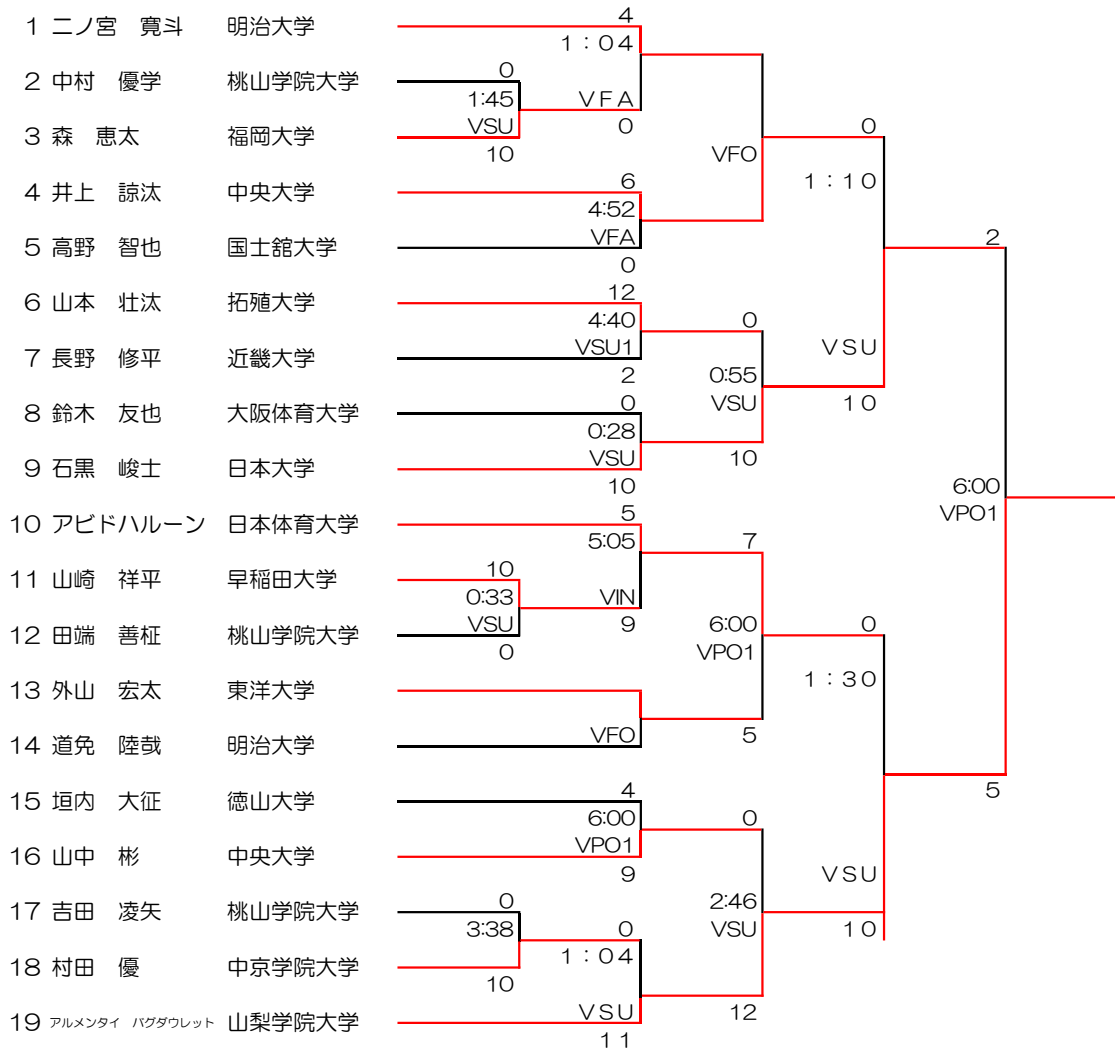 1 二ノ宮 寛斗 明治大学 4
1：04
2 中村 優学 桃山学院大学 0
1:45 VFA
3 森 恵太 福岡大学 VSU 0 0
10 VFO
4 井上 諒汰 中央大学 6 1：10
4:52
5 高野 智也 国士舘大学 VFA 2
0
6 山本 壮汰 拓殖大学 12
4:40 0
7 長野 修平 近畿大学 VSU1 VSU
2 0:55
8 鈴木 友也 大阪体育大学 0 VSU 10
0:28
9 石黒 峻士 日本大学 VSU 10
10 6:00
10 アビドハルーン 日本体育大学 5 VPO1
5:05 7
11 山崎 祥平 早稲田大学 10
0:33 VIN
12 田端 善柾 桃山学院大学 VSU 9 6:00 0
0 VPO1
13 外山 宏太 東洋大学 1：30
14 道免 陸哉 明治大学 VFO 5
15 垣内 大征 徳山大学 4 5
6:00 0
16 山中 彬 中央大学 VPO1
9 VSU
17 吉田 凌矢 桃山学院大学 0 2:46
3:38 0 VSU 10
18 村田 優 中京学院大学 1：04
10
19 アルメンタイ バグダウレット 山梨学院大学 VSU 12
11